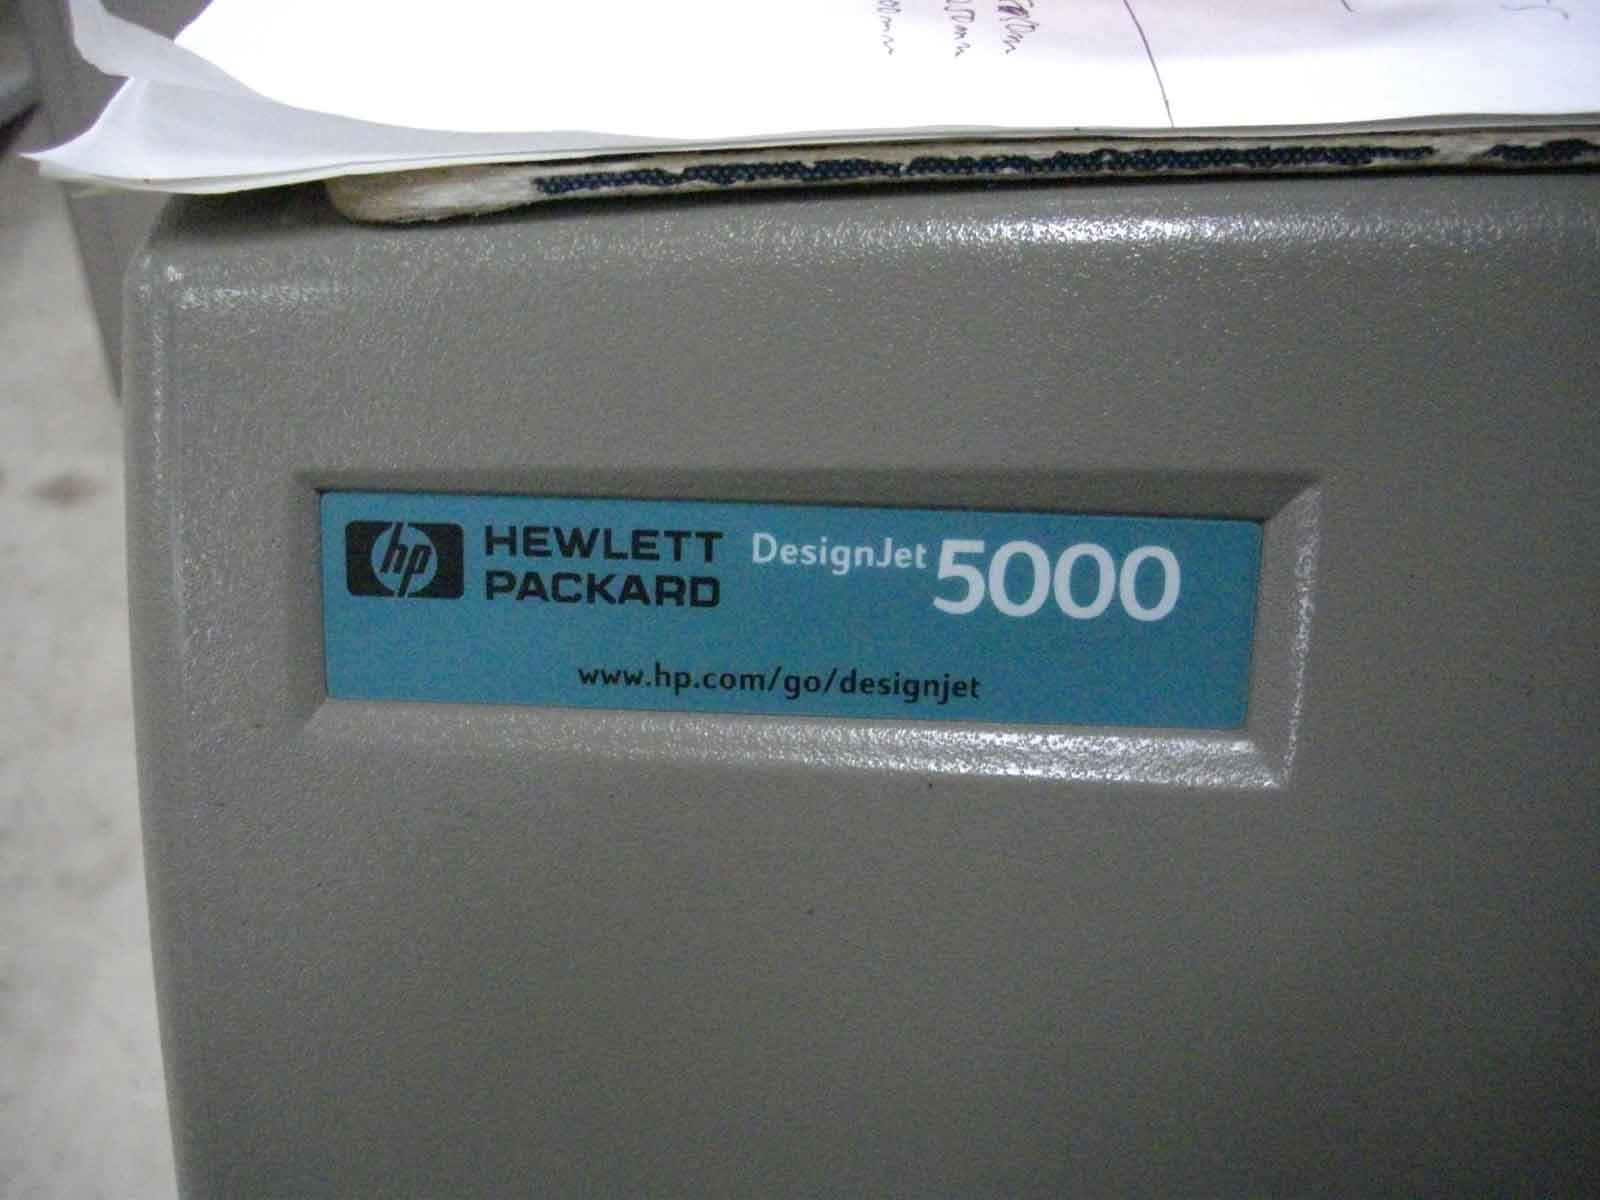 hp HEWLETT PACKARD DesignJet 5000
www.hp.com/go/designjet